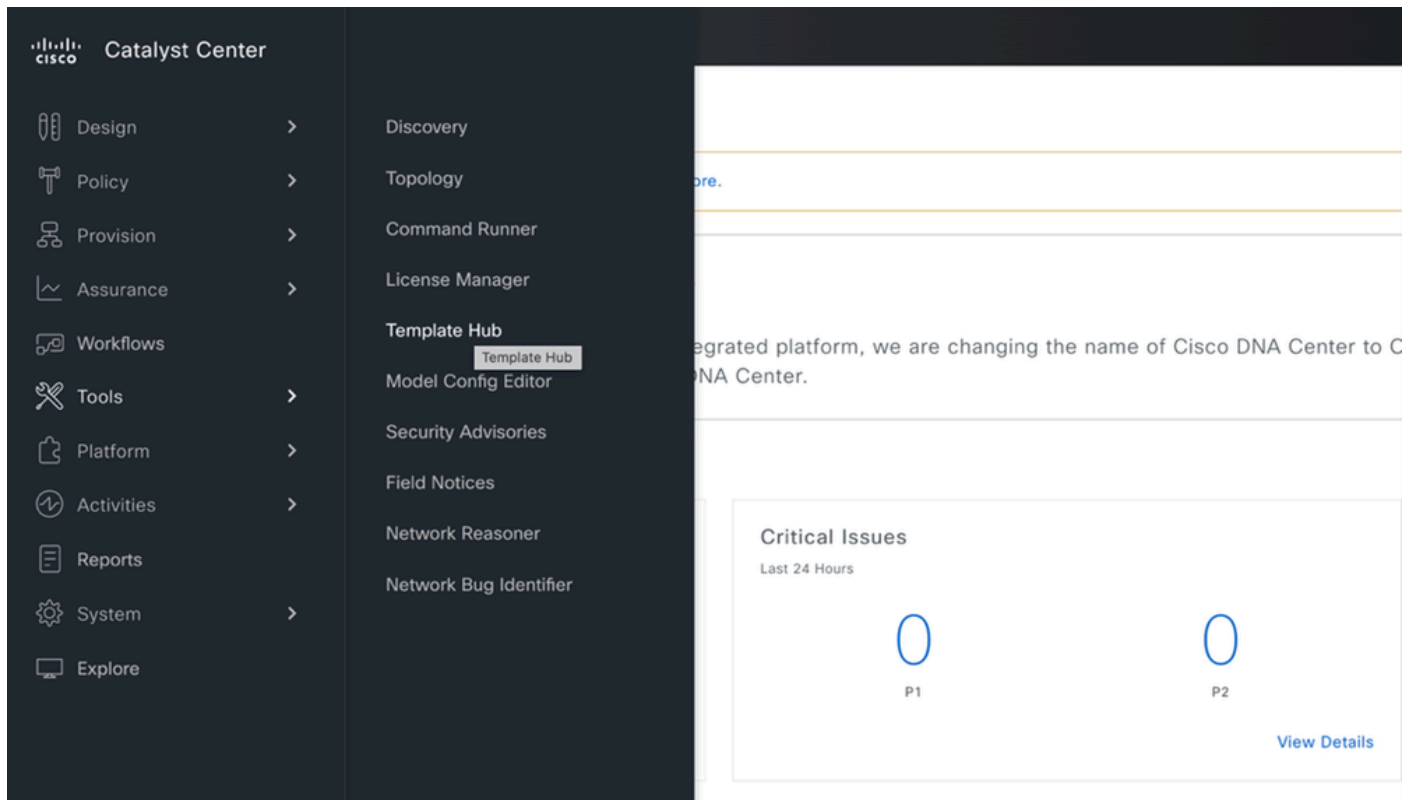 CISCO Catalyst Center
Design
Policy
Provision
Assurance
Workflows
Tools
Platform
Activities
Reports
System
Explore
Discovery
Topology
Command Runner
License Manager
Template Hub
Template Hub
Model Config Editor
Security Advisories
Field Notices
Network Reasoner
Network Bug Identifier
ore.
egrated platform, we are changing the name of Cisco DNA Center to C
NA Center.
Critical Issues
Last 24 Hours
0 0
P1 P2
View Details